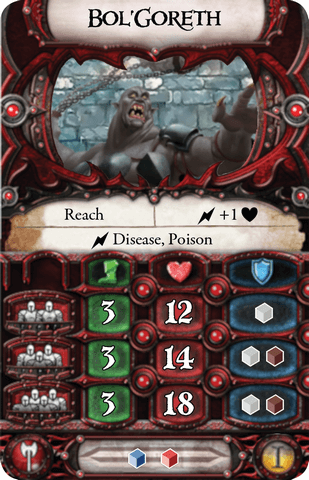 BOL'GORETH
Reach
+1
Disease, Poison
3 12
3 14
3 18
I